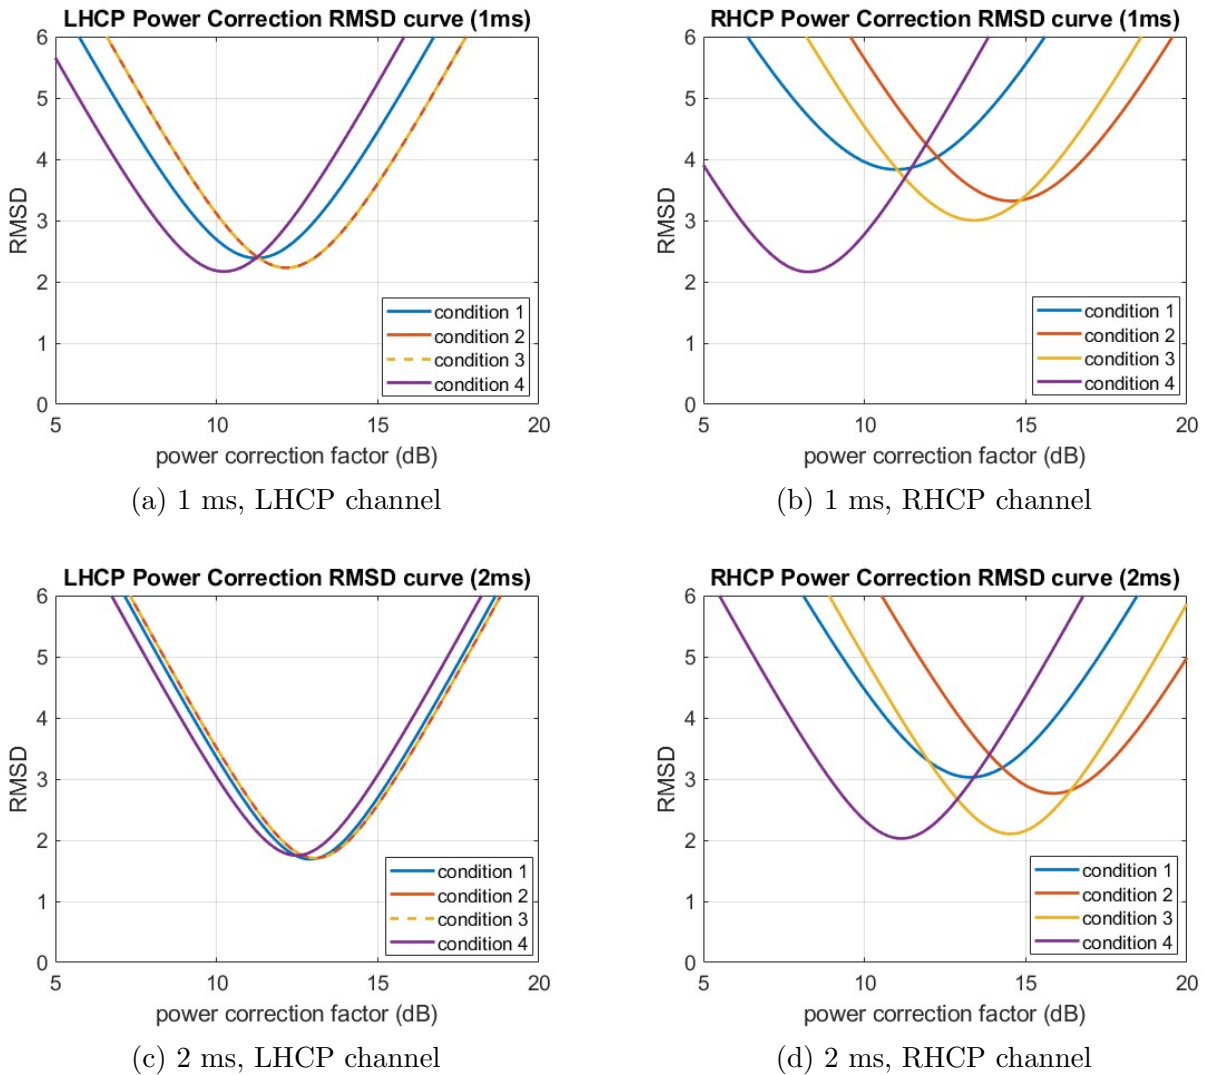 LHCP Power Correction RMSD curve (1ms)
6
5
4
3
2
1
0
RMSD
5 10 15 20
power correction factor (dB)
condition 1
condition 2
condition 3
condition 4
(a) 1 ms, LHCP channel
RHCP Power Correction RMSD curve (1ms)
6
5
4
3
2
1
0
RMSD
5 10 15 20
power correction factor (dB)
condition 1
condition 2
condition 3
condition 4
(b) 1 ms, RHCP channel
LHCP Power Correction RMSD curve (2ms)
6
5
4
3
2
1
0
RMSD
5 10 15 20
power correction factor (dB)
condition 1
condition 2
condition 3
condition 4
(c) 2 ms, LHCP channel
RHCP Power Correction RMSD curve (2ms)
6
5
4
3
2
1
0
RMSD
5 10 15 20
power correction factor (dB)
condition 1
condition 2
condition 3
condition 4
(d) 2 ms, RHCP channel